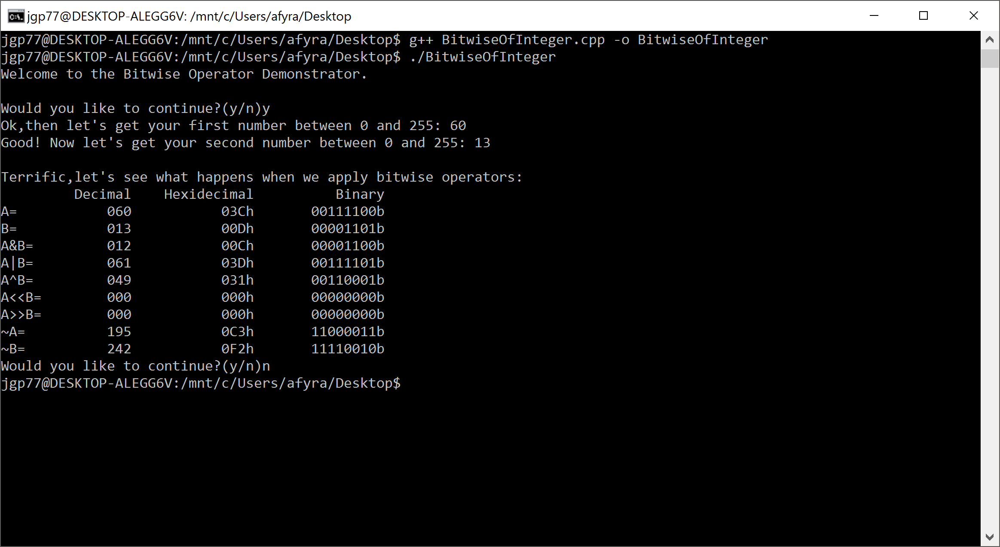 jgp77@DESKTOP-ALEGG6V: /mnt/c/Users/afyra/Desktop
jgp77@DESKTOP-ALEGG6V:/mnt/c/Users/afyra/Desktop$ g++ BitwiseOfInteger.cpp -o BitwiseOfInteger
jgp77@DESKTOP-ALEGG6V:/mnt/c/Users/afyra/Desktop$ ./BitwiseOfInteger
Welcome to the Bitwise Operator Demonstrator.

Would you like to continue?(y/n)y
Ok,then let's get your first number between 0 and 255: 60
Good! Now let's get your second number between 0 and 255: 13

Terrific,let's see what happens when we apply bitwise operators:
         Decimal    Hexidecimal          Binary
A=           060           03Ch       00111100b
B=           013           00Dh       00001101b
A&B=         012           00Ch       00001100b
A|B=         061           03Dh       00111101b
A^B=         049           031h       00110001b
A<<B=        000           000h       00000000b
A>>B=        000           000h       00000000b
~A=          195           0C3h       11000011b
~B=          242           0F2h       11110010b
Would you like to continue?(y/n)n
jgp77@DESKTOP-ALEGG6V:/mnt/c/Users/afyra/Desktop$